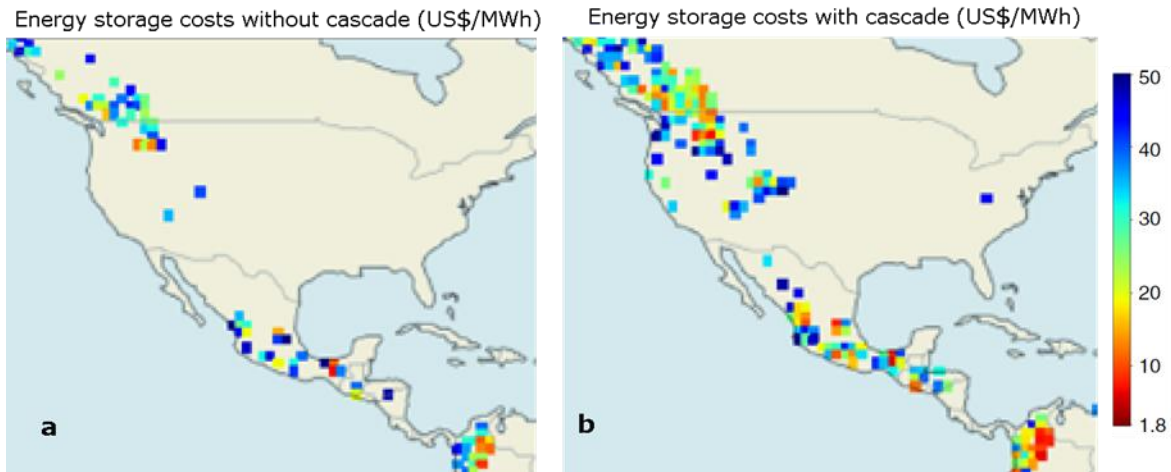 Energy storage costs without cascade (US$/MWh)
Energy storage costs with cascade (US$/MWh)
50
40
30
20
10
1.8
a
b